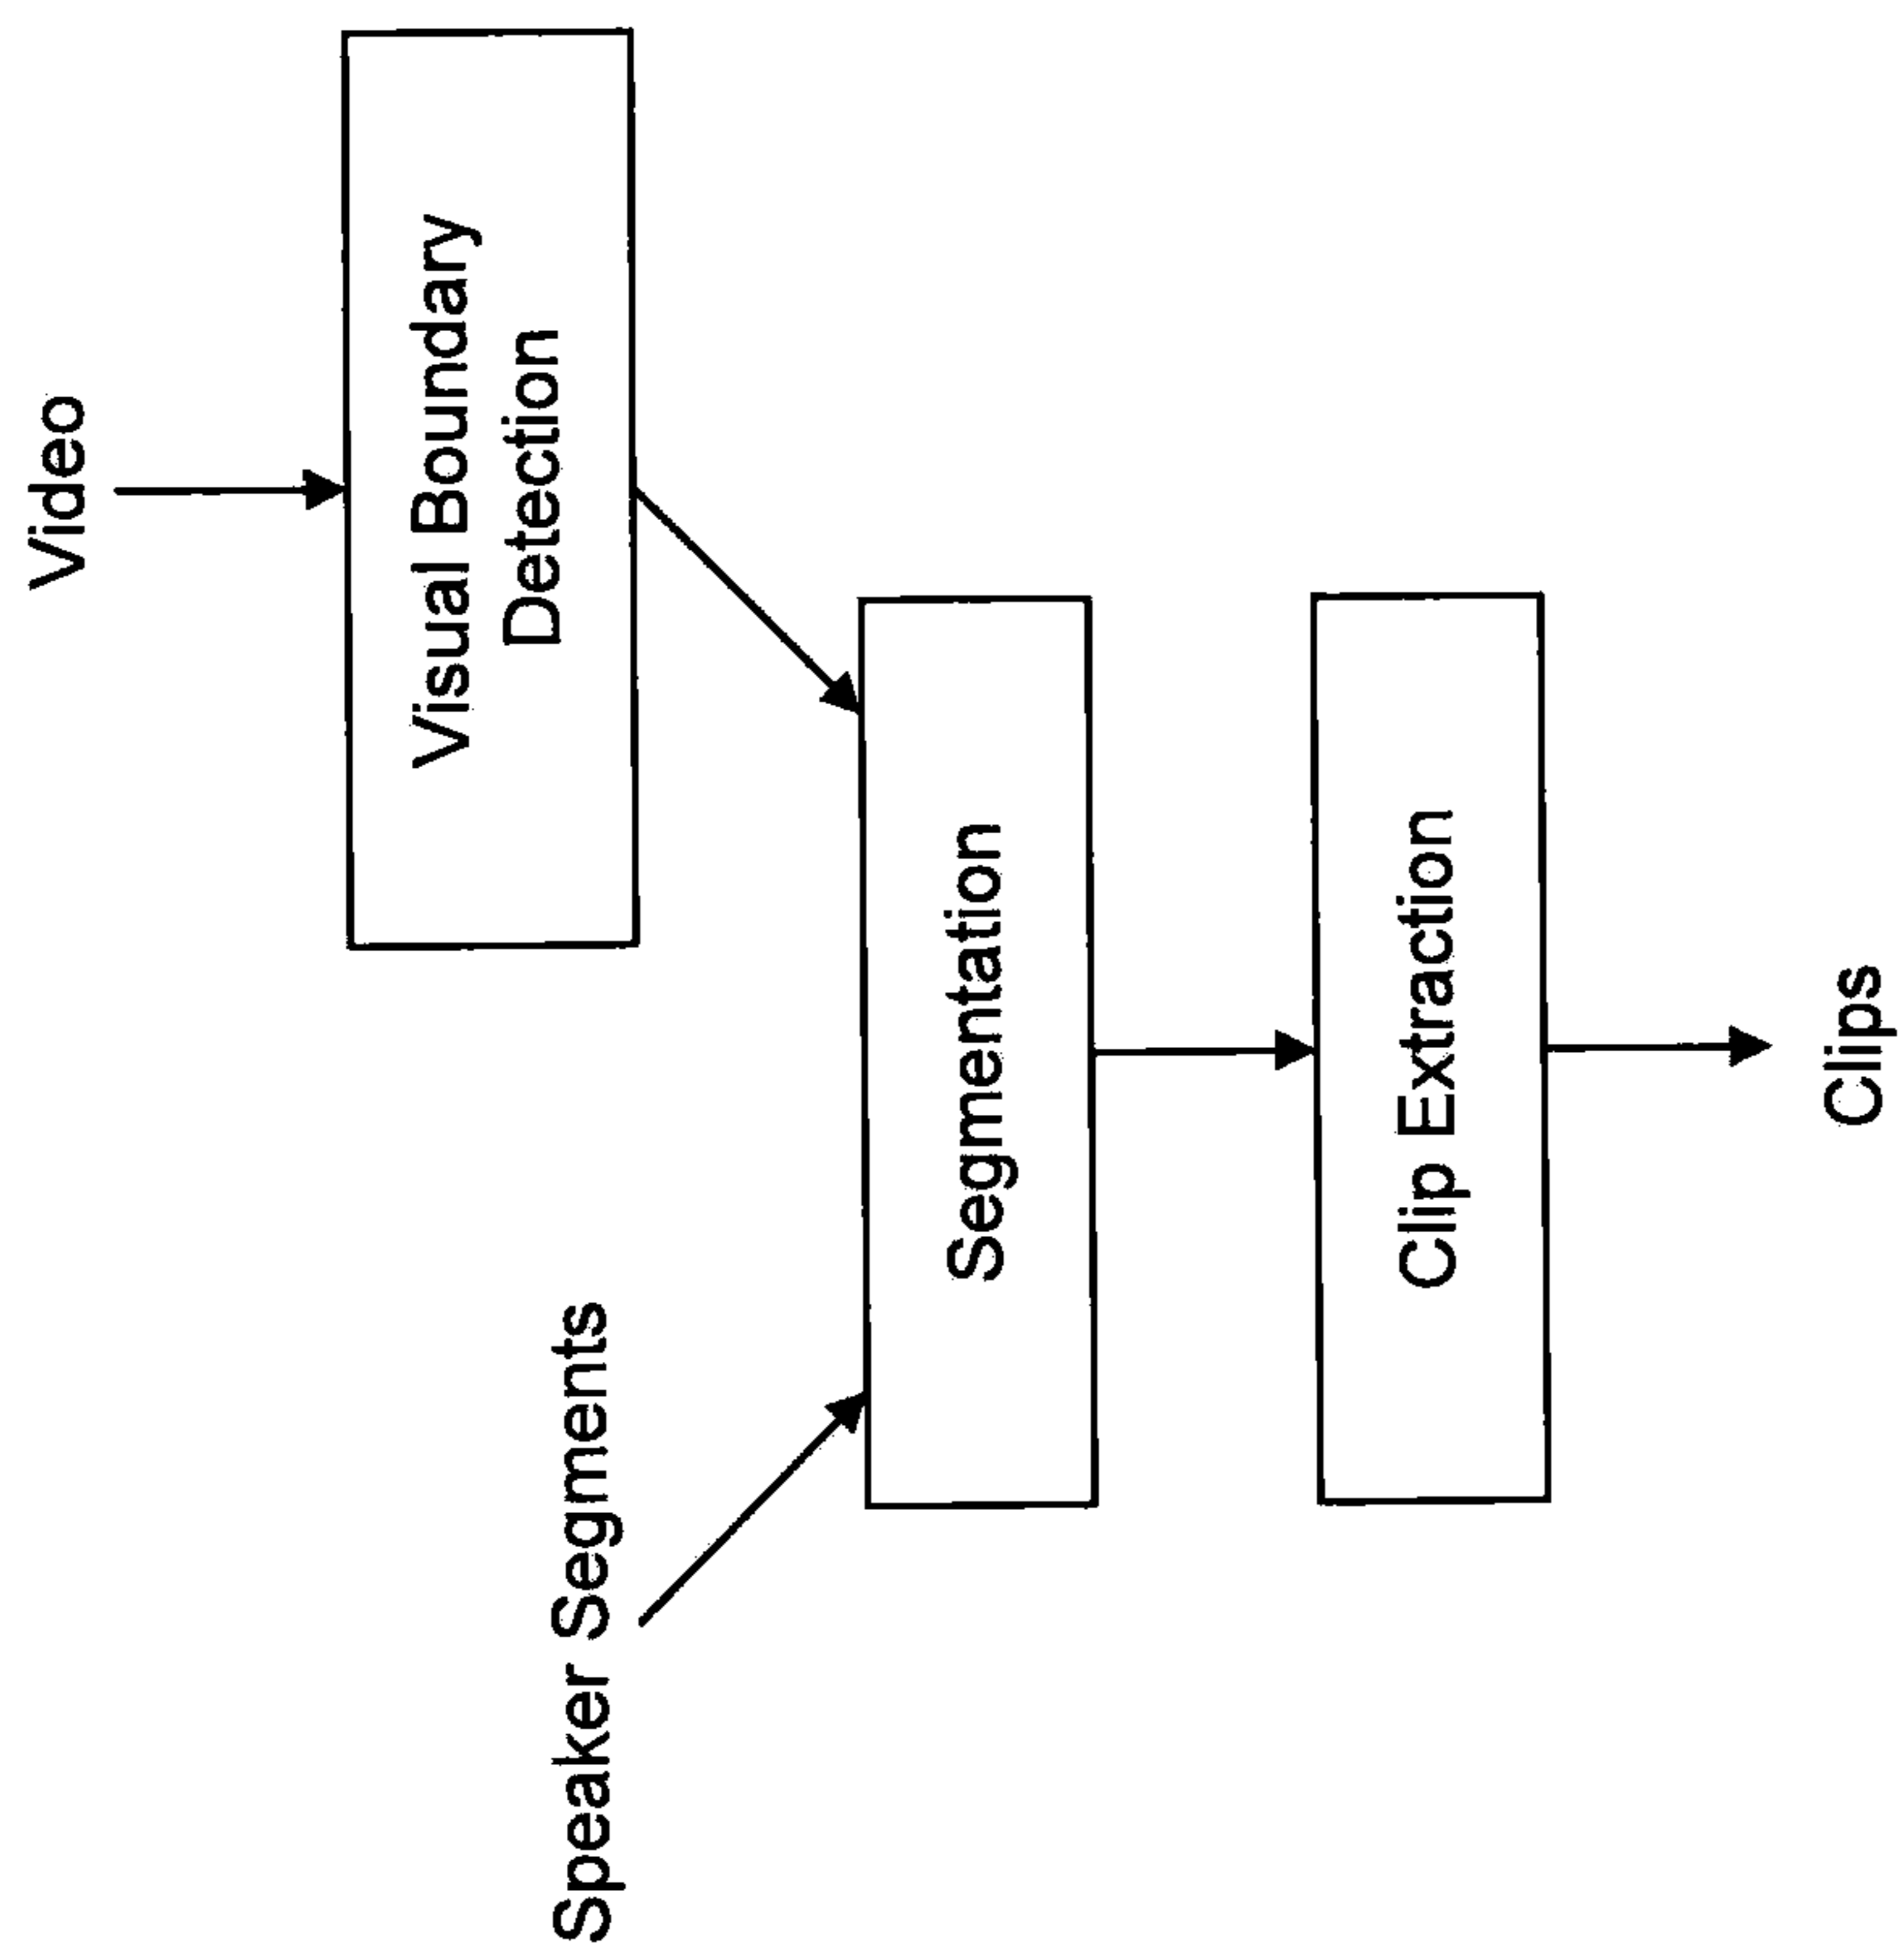 Video
Visual Boundary
Detection
Speaker Segments
Segmentation
Clip Extraction
Clips